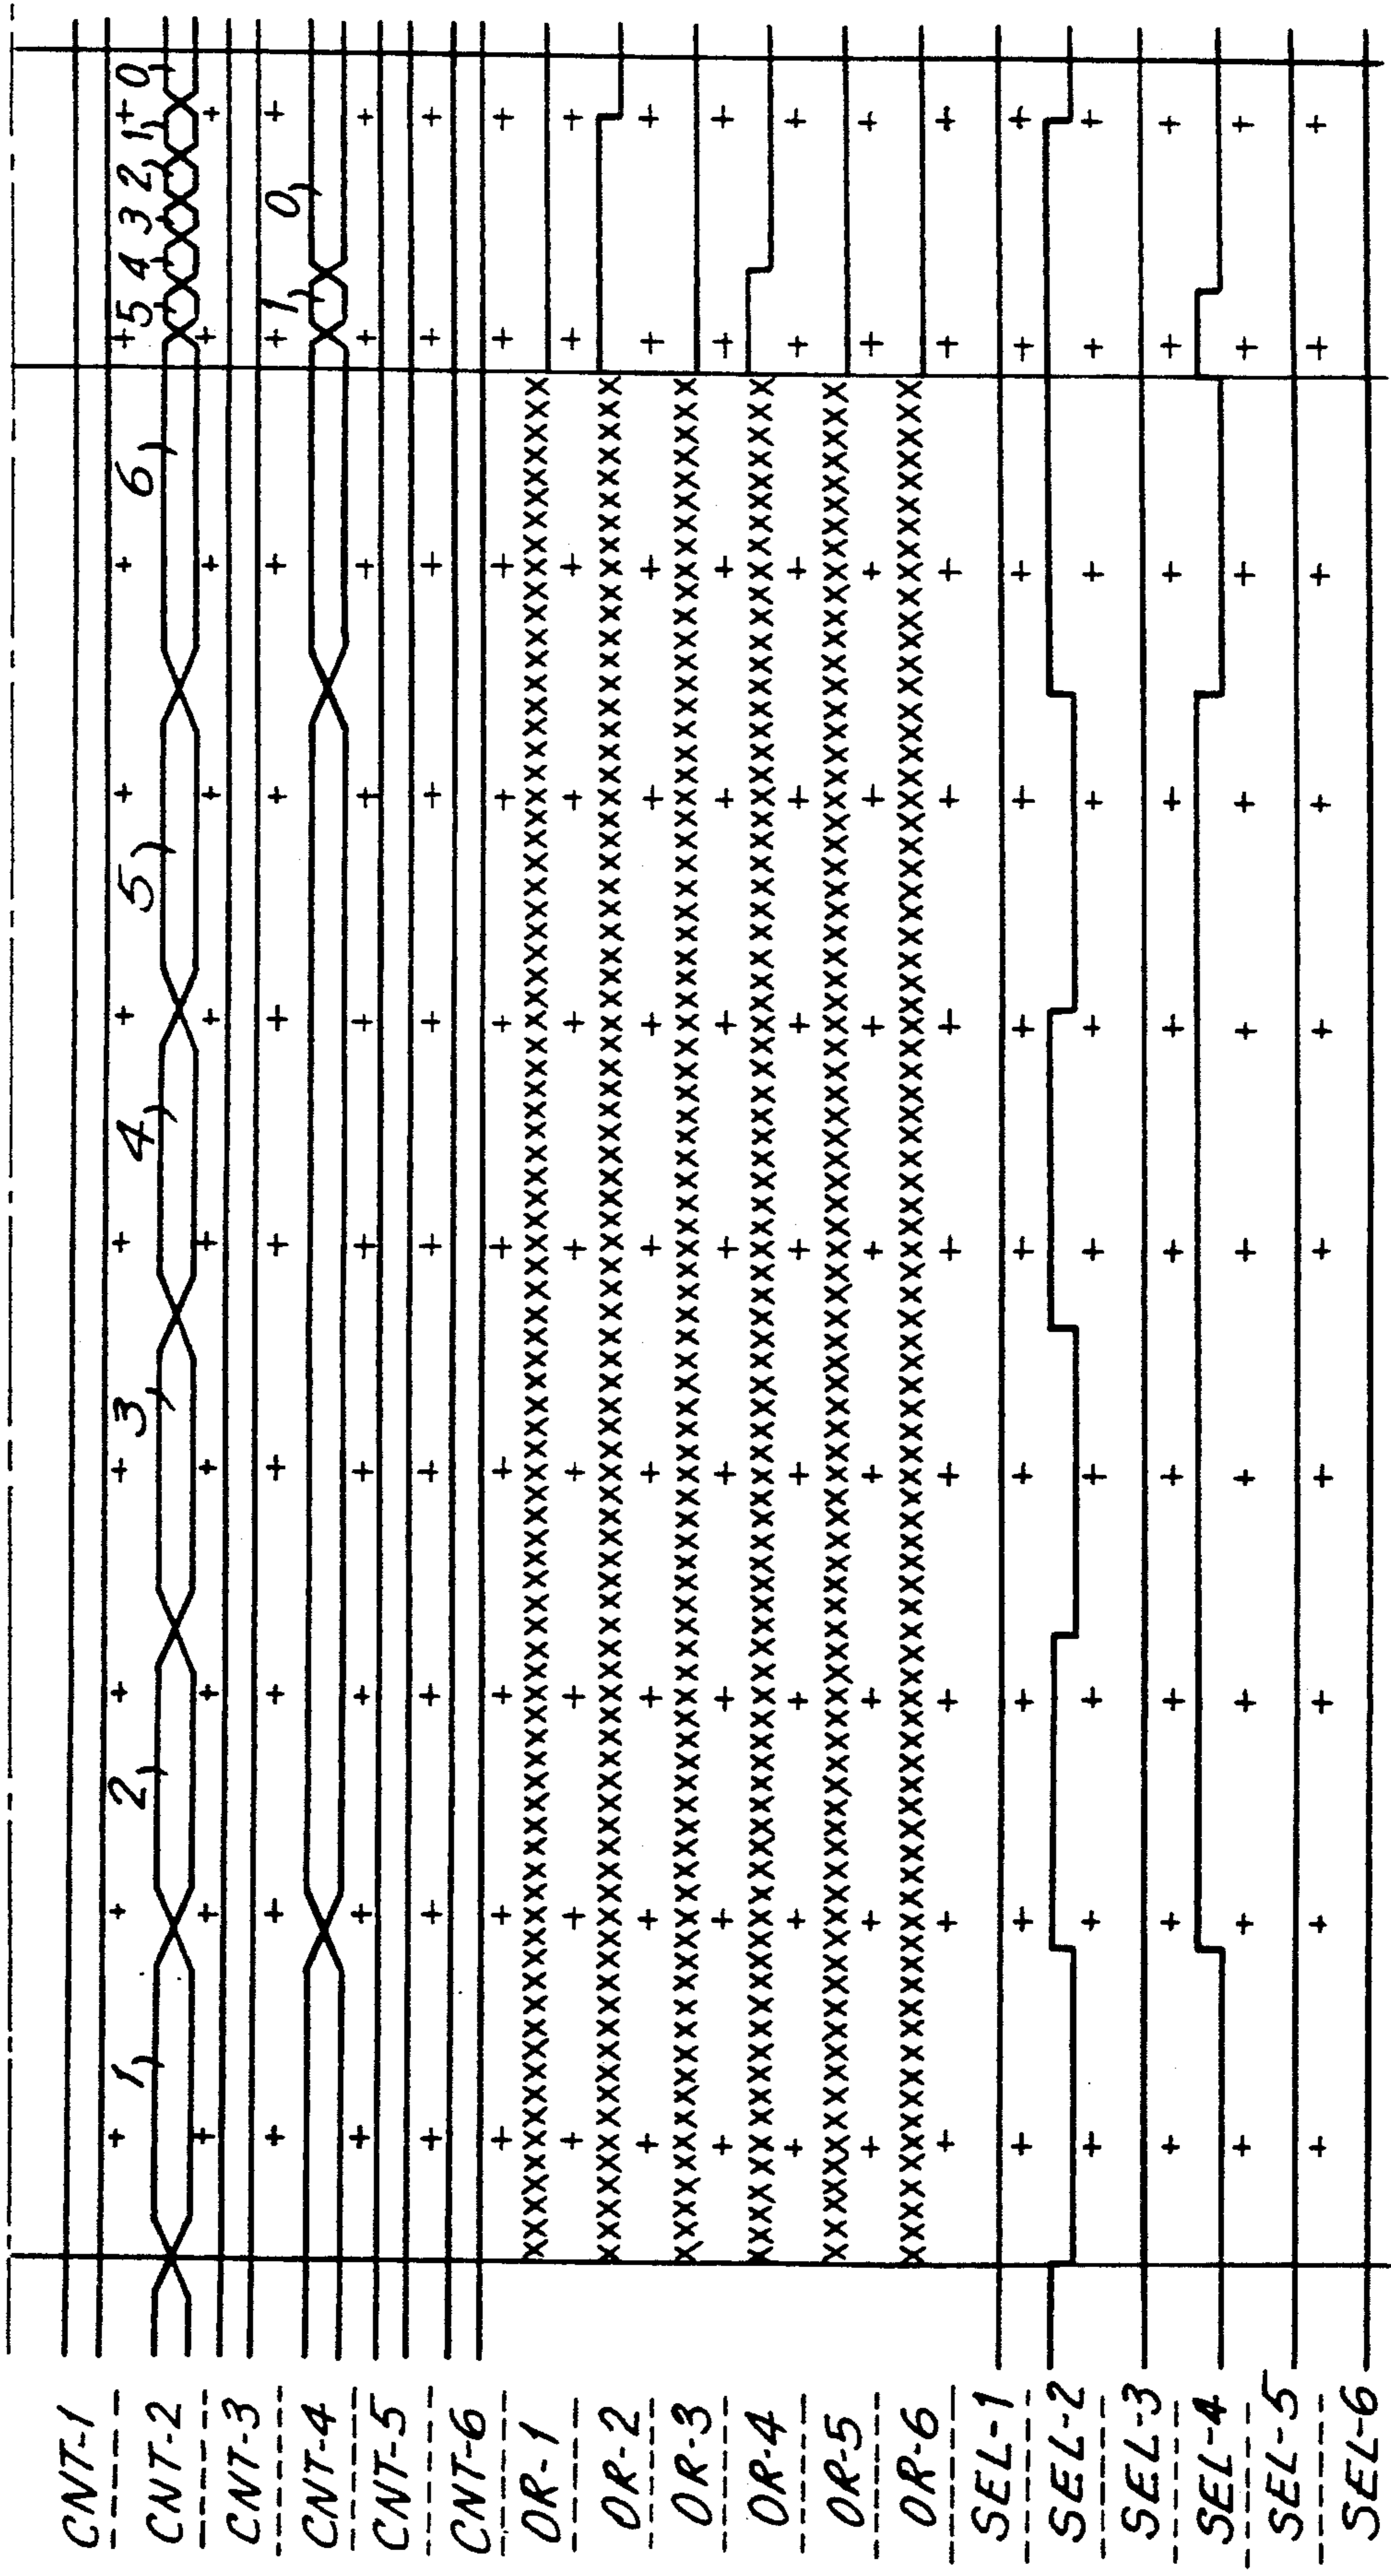 CNT-1
1, 2, 3, 4, 5, 6, 5 4 3 2, 1, 0,
CNT-2
CNT-3
1, 0,
CNT-4
CNT-5
CNT-6
OR-1
XXXXXXXXXXXXXXXXXXXXXXXXXXXXXXXXXXXXXXXXXXXXXXXXXXXXXXXXXXXXXXXXXXXXXXXXXXXXXXXXXXXX
OR-2
OR-3
OR-4
OR-5
OR-6
SEL-1
SEL-2
SEL-3
SEL-4
SEL-5
SEL-6